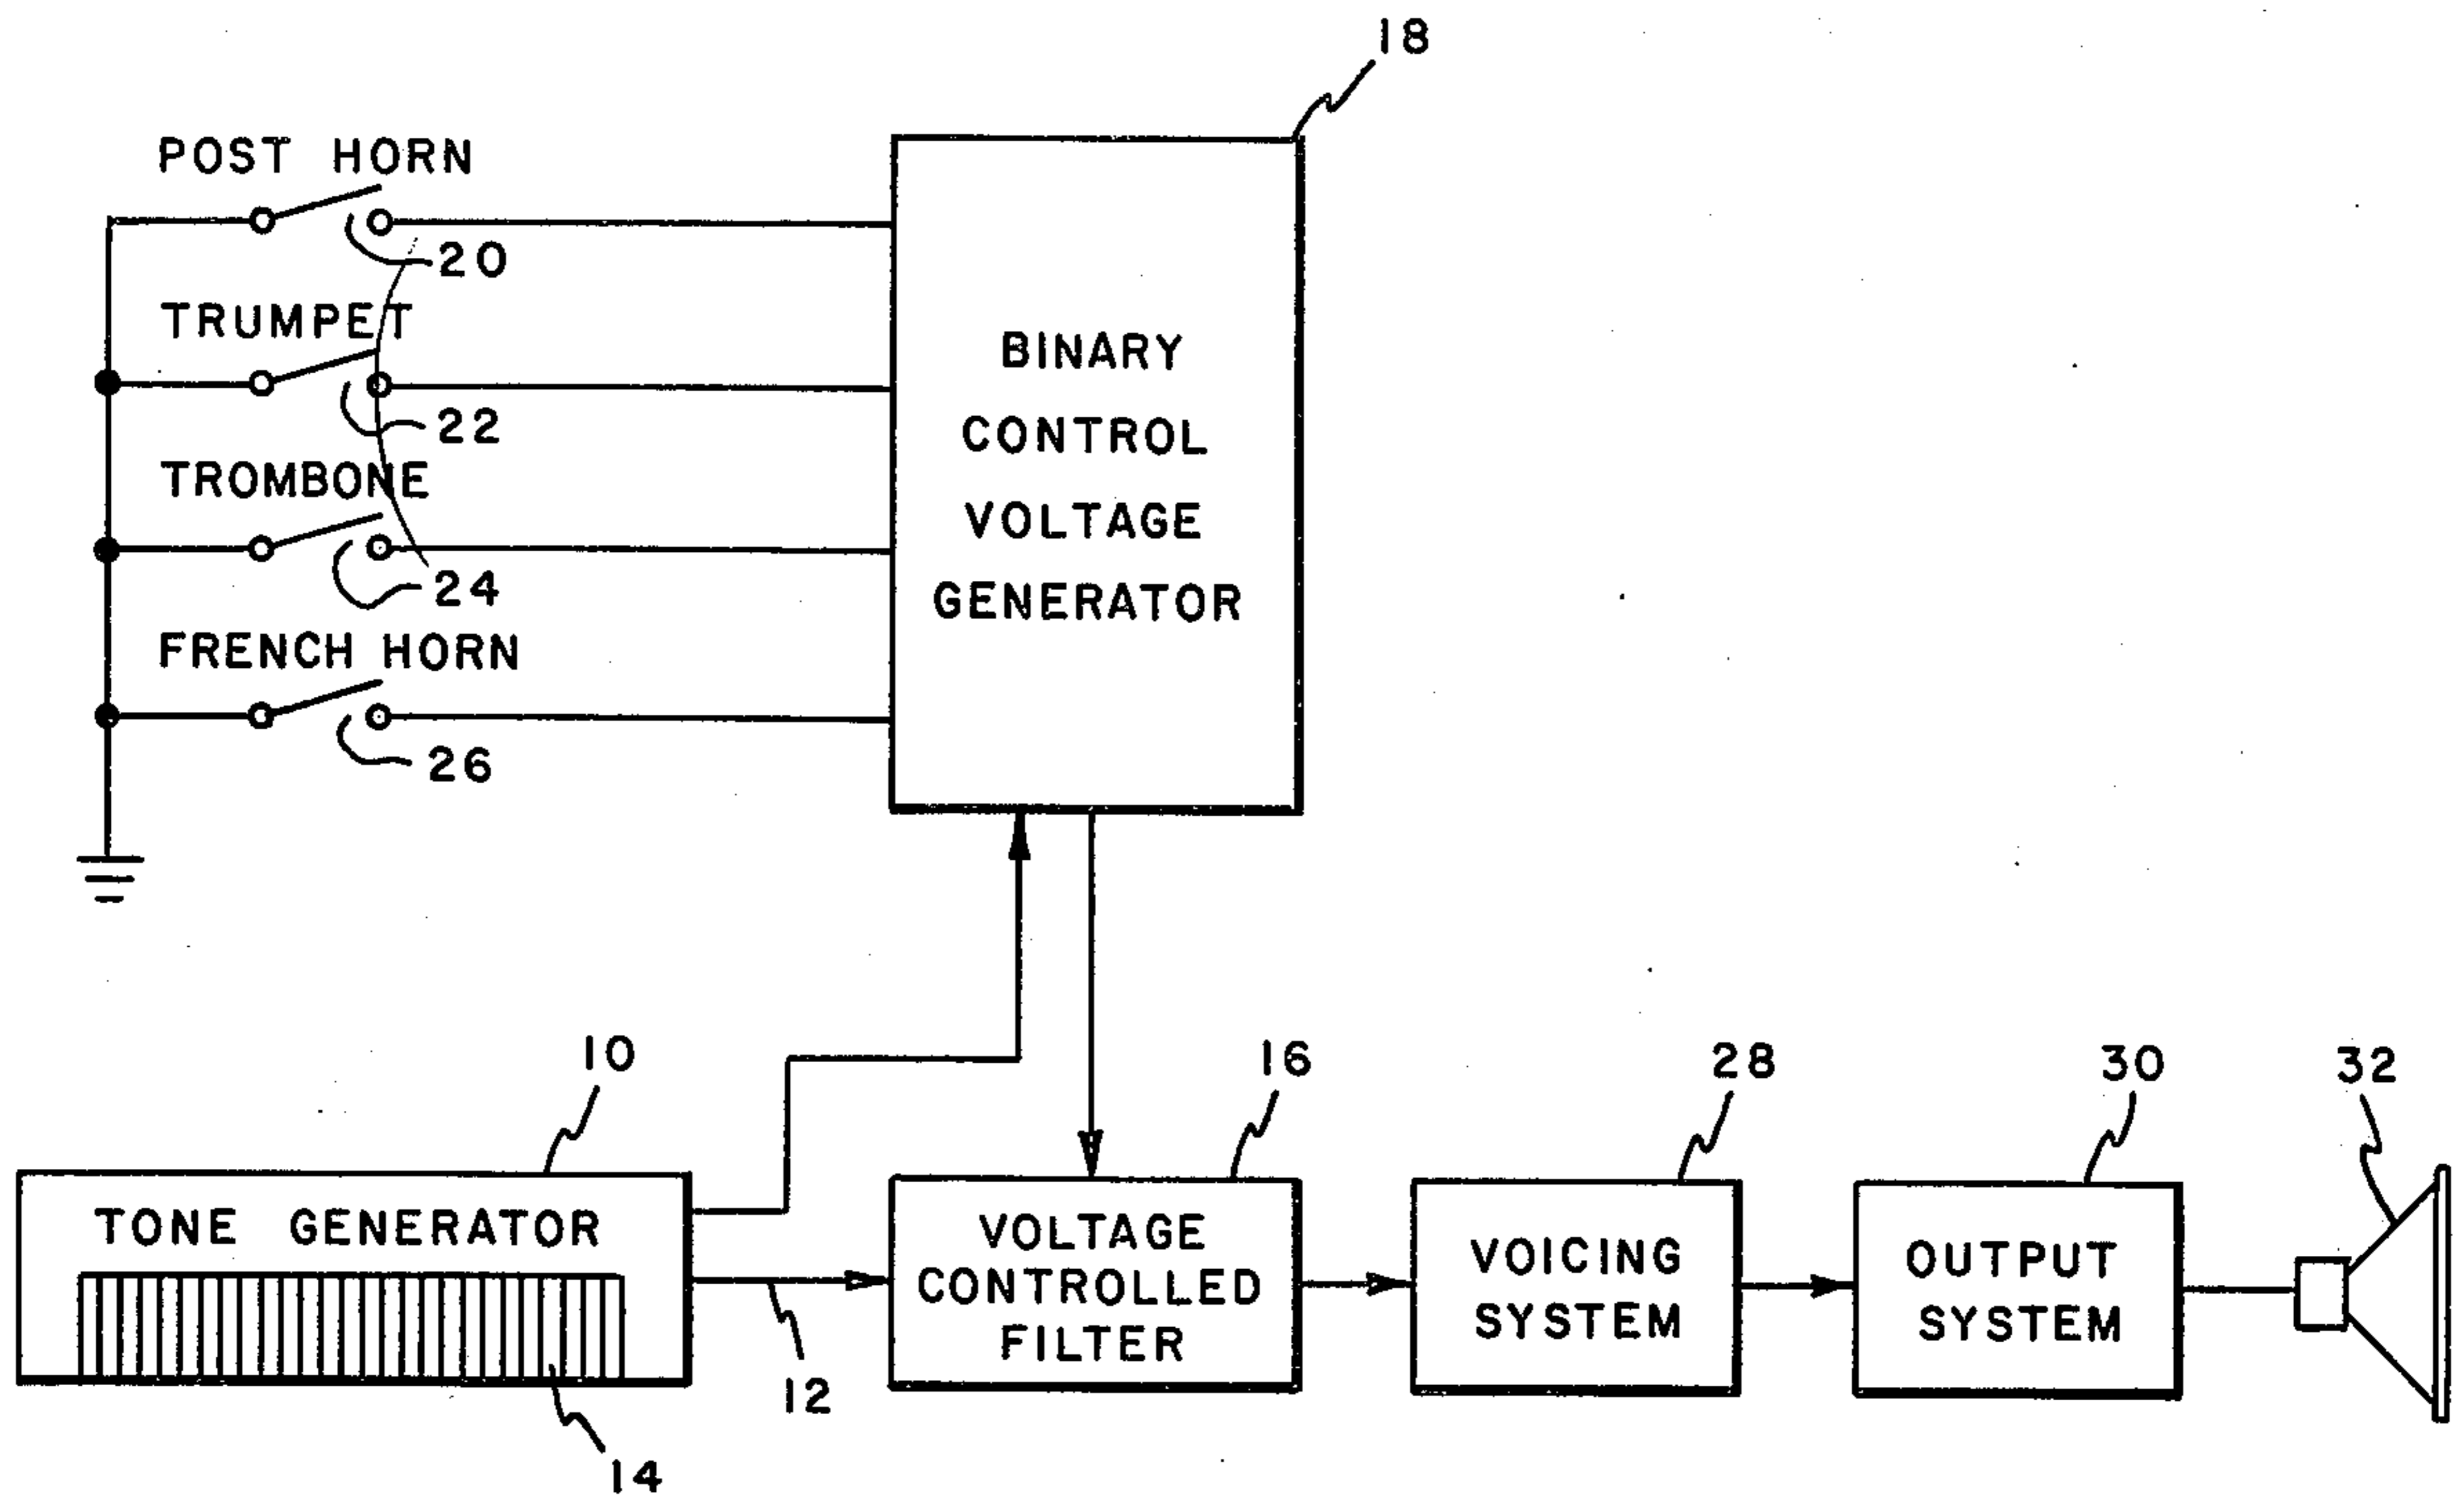 18
POST HORN
20
TRUMPET
22
TROMBONE
24
FRENCH HORN
26
BINARY
CONTROL
VOLTAGE
GENERATOR
10
16
28
30
32
TONE GENERATOR
VOLTAGE
CONTROLLED
FILTER
VOICING
SYSTEM
OUTPUT
SYSTEM
12
14